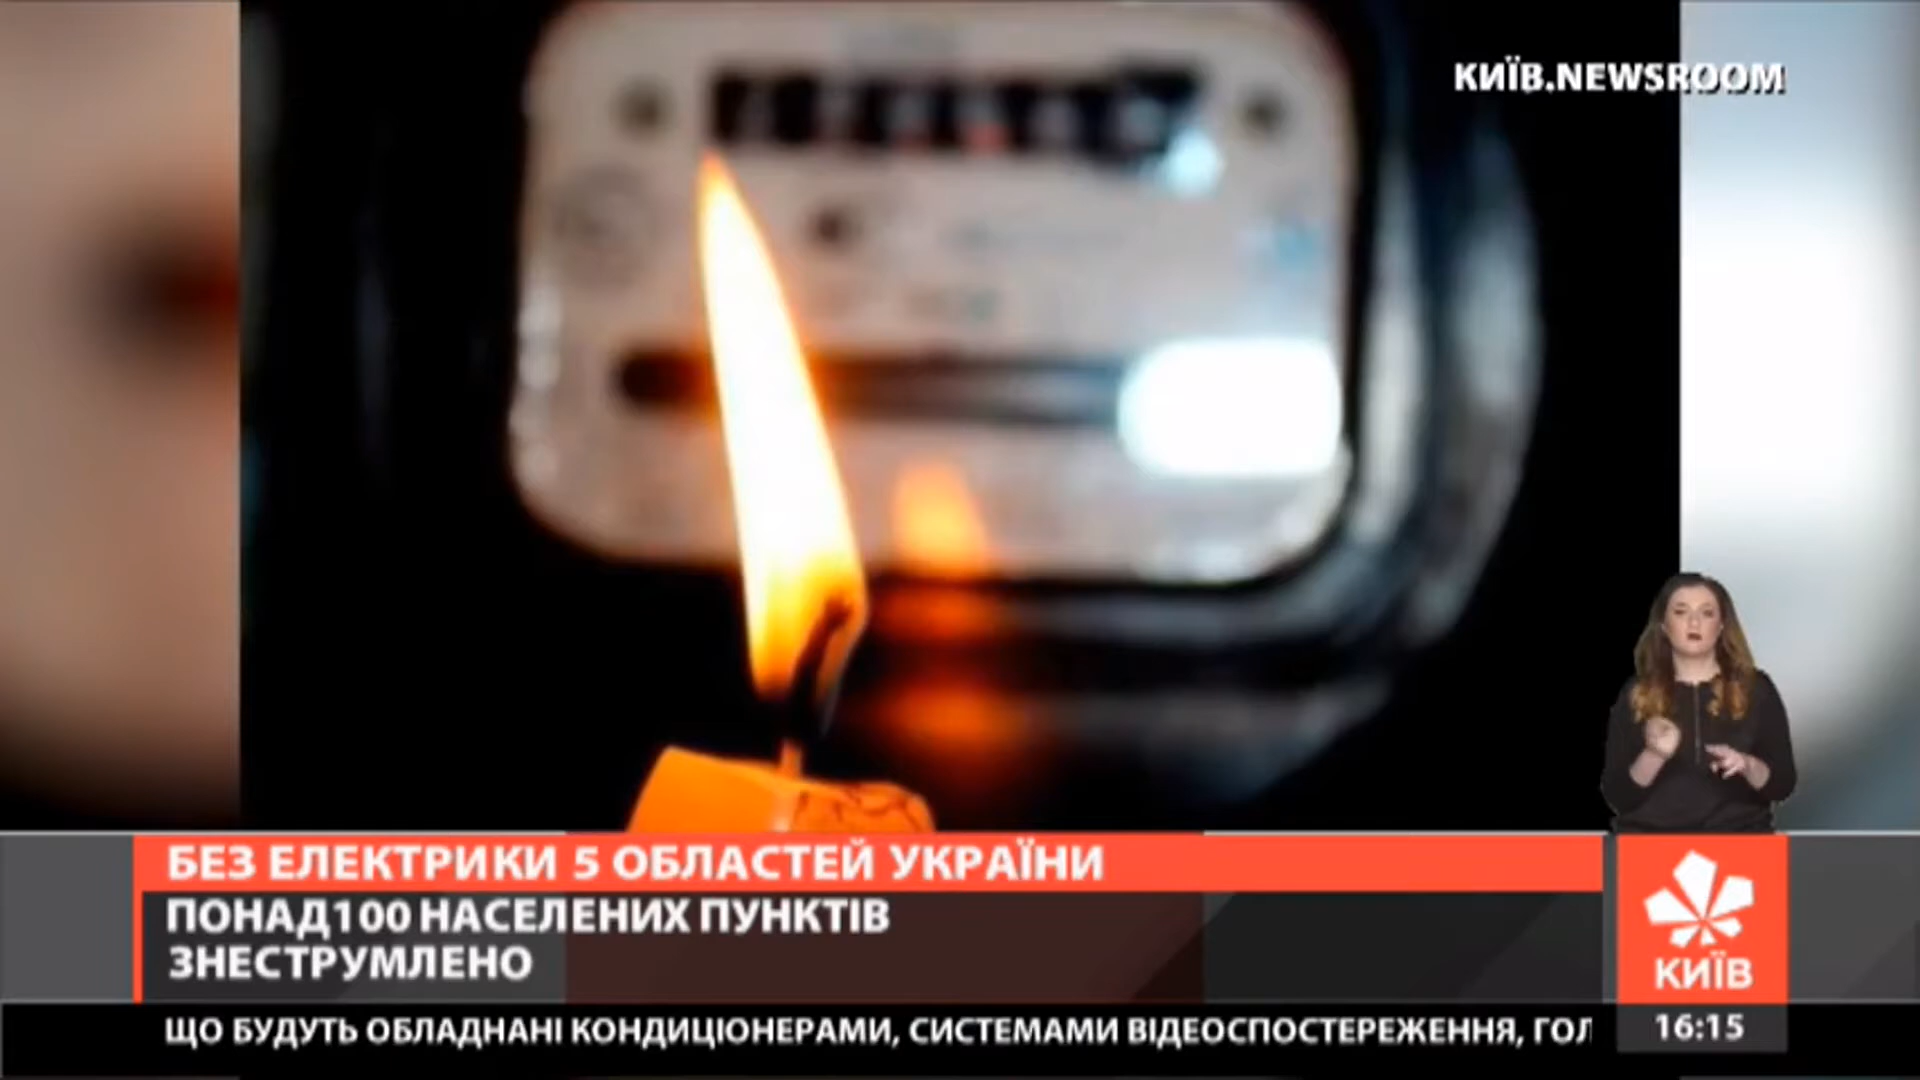 КИЇВ.NEWSROOM
БЕЗ ЕЛЕКТРИКИ 5 ОБЛАСТЕЙ УКРАЇНИ
ПОНАД100 НАСЕЛЕНИХ ПУНКТІВ
ЗНЕСТРУМЛЕНО
КИЇВ
ЩО БУДУТЬ ОБЛАДНАНІ КОНДИЦІОНЕРАМИ, СИСТЕМАМИ ВІДЕОСПОСТЕРЕЖЕННЯ, ГОЛ
16:15